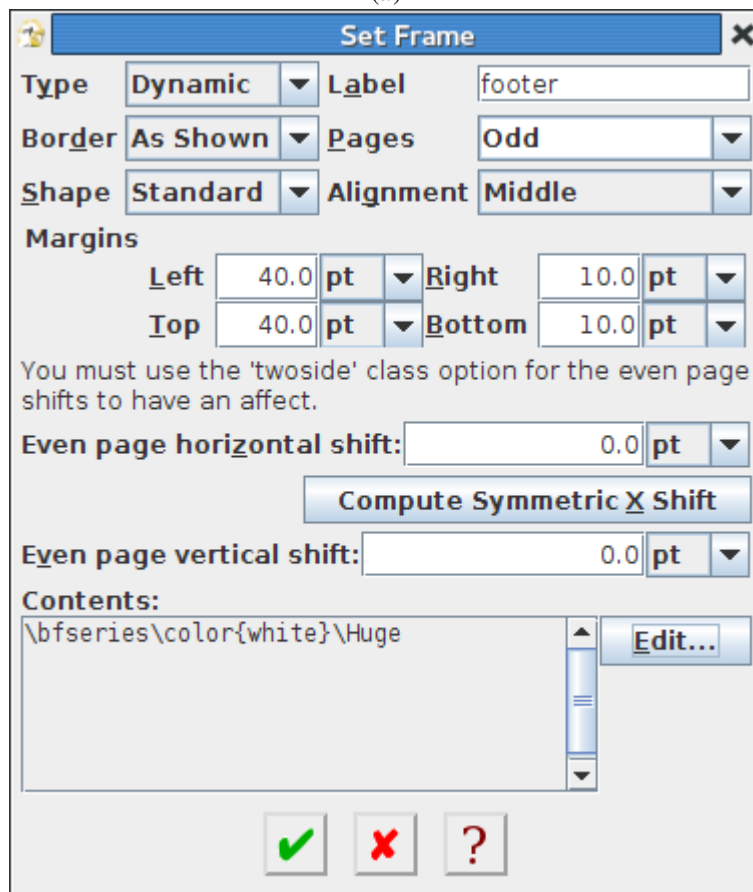 Set Frame
Type Dynamic Label footer
Border As Shown Pages Odd
Shape Standard Alignment Middle
Margins
Left 40.0 pt Right 10.0 pt
Top 40.0 pt Bottom 10.0 pt
You must use the 'twoside' class option for the even page
shifts to have an affect.
Even page horizontal shift: 0.0 pt
Compute Symmetric X Shift
Even page vertical shift: 0.0 pt
Contents:
\bfseries\color{white}\Huge
Edit...
?